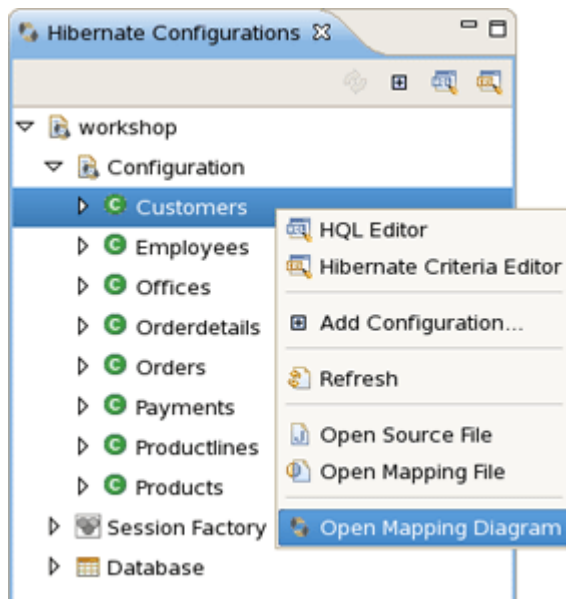 Hibernate Configurations
workshop
Configuration
Customers
Employees
Offices
Orderdetails
Orders
Payments
Productlines
Products
Session Factory
Database
HQL Editor
Hibernate Criteria Editor
Add Configuration...
Refresh
Open Source File
Open Mapping File
Open Mapping Diagram